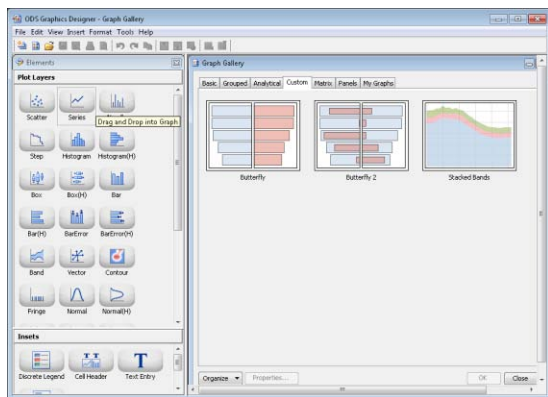 ODS Graphics Designer - Graph Gallery
File Edit View Insert Format Tools Help
Elements
Plot Layers
Scatter Series
Drag and Drop into Graph
Step Histogram Histogram(H)
Box Box(H) Bar
Bar(H) BarError BarError(H)
Band Vector Contour
Fringe Normal Normal(H)
Insets
Discrete Legend Cell Header Text Entry
Graph Gallery
Basic Grouped Analytical Custom Matrix Panels My Graphs
Butterfly Butterfly 2 Stacked Bands
Organize Properties... OK Close